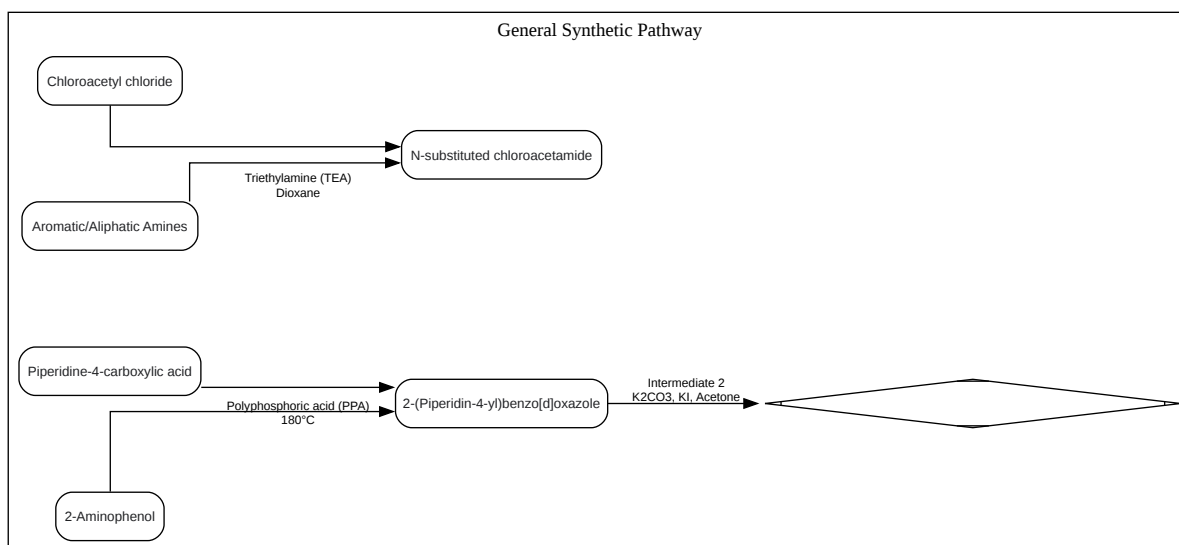 General Synthetic Pathway
Chloroacetyl chloride
N-substituted chloroacetamide
Triethylamine (TEA)
Dioxane
Aromatic/Aliphatic Amines
Piperidine-4-carboxylic acid
Polyphosphoric acid (PPA)
180°C
2-(Piperidin-4-yl)benzo[d]oxazole
Intermediate 2
K2CO3, KI, Acetone
2-Aminophenol